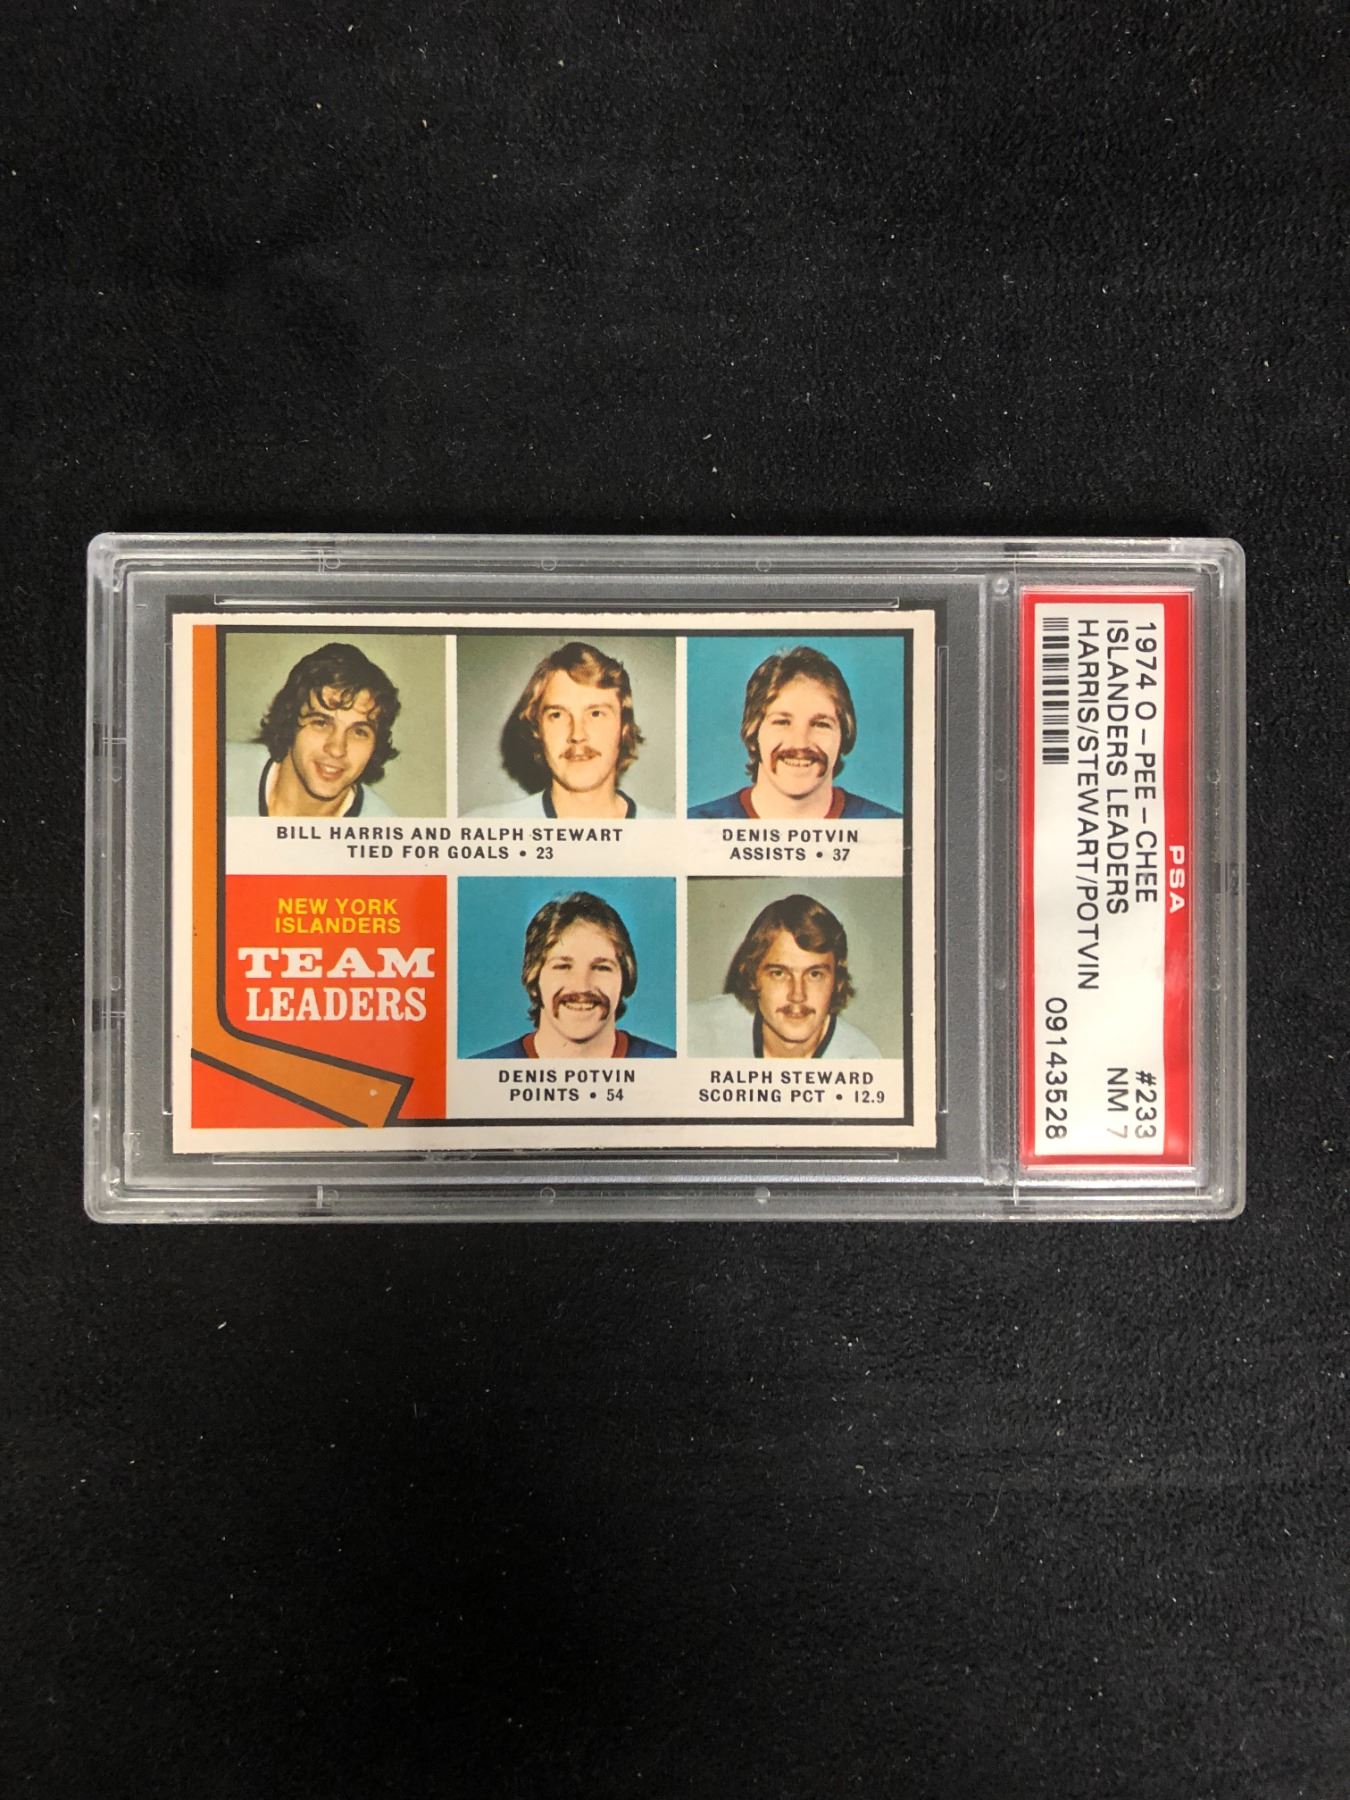 BILL HARRIS AND RALPH STEWART
TIED FOR GOALS • 23
DENIS POTVIN
ASSISTS • 37
NEW YORK
ISLANDERS
TEAM
LEADERS
DENIS POTVIN
POINTS • 54
RALPH STEWARD
SCORING PCT • 12.9
PSA
1974 O-PEE-CHEE #233
ISLANDERS LEADERS NM 7
HARRIS/STEWART/POTVIN
09143528